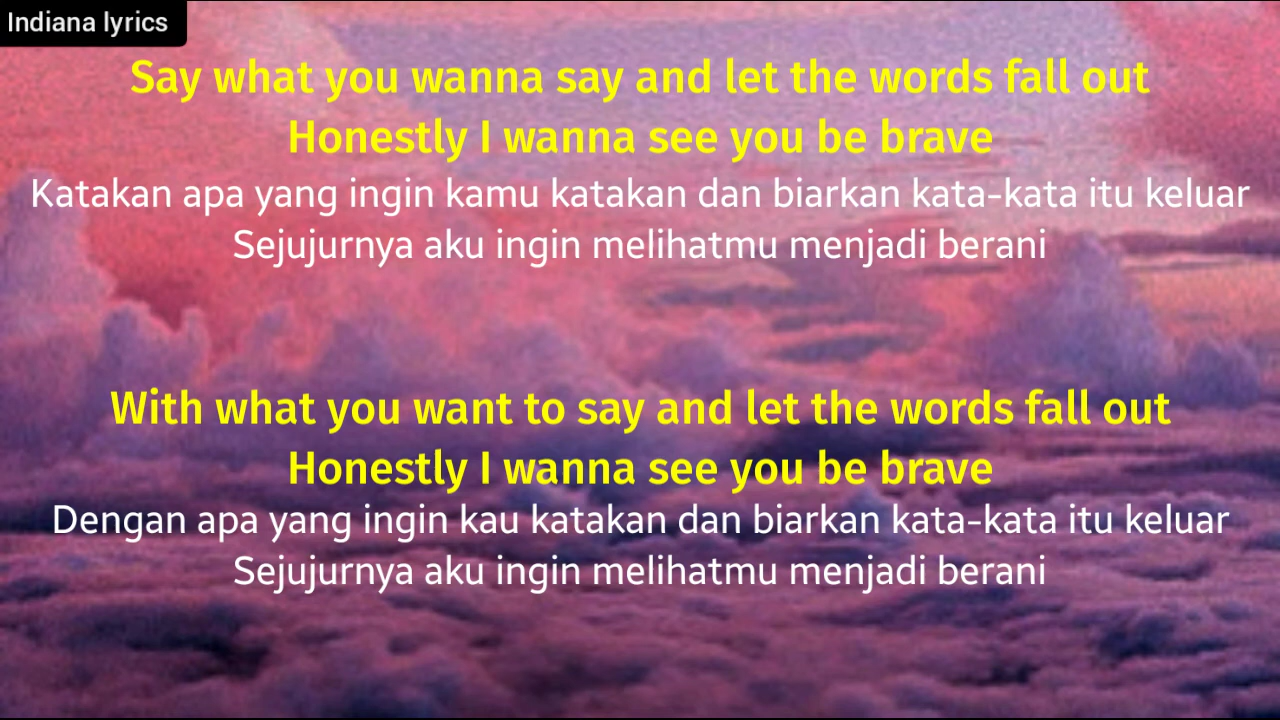 Indiana lyrics
Say what you wanna say and let the words fall out
Honestly I wanna see you be brave
Katakan apa yang ingin kamu katakan dan biarkan kata-kata itu keluar
Sejujurnya aku ingin melihatmu menjadi berani
With what you want to say and let the words fall out
Honestly I wanna see you be brave
Dengan apa yang ingin kau katakan dan biarkan kata-kata itu keluar
Sejujurnya aku ingin melihatmu menjadi berani